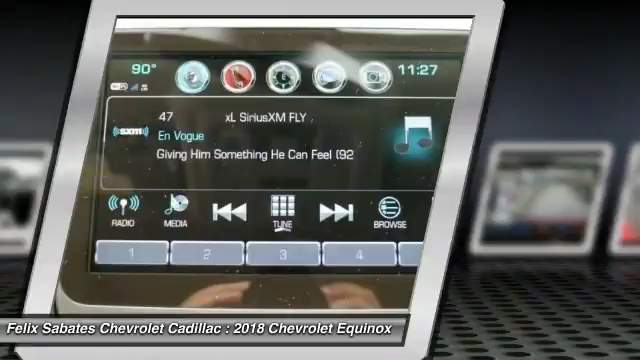 90° 11:27
47 xL SiriusXM FLY
sxm En Vogue
Giving Him Something He Can Feel (92
RADIO MEDIA TUNE BROWSE
1 2 3 4
Felix Sabates Chevrolet Cadillac : 2018 Chevrolet Equinox